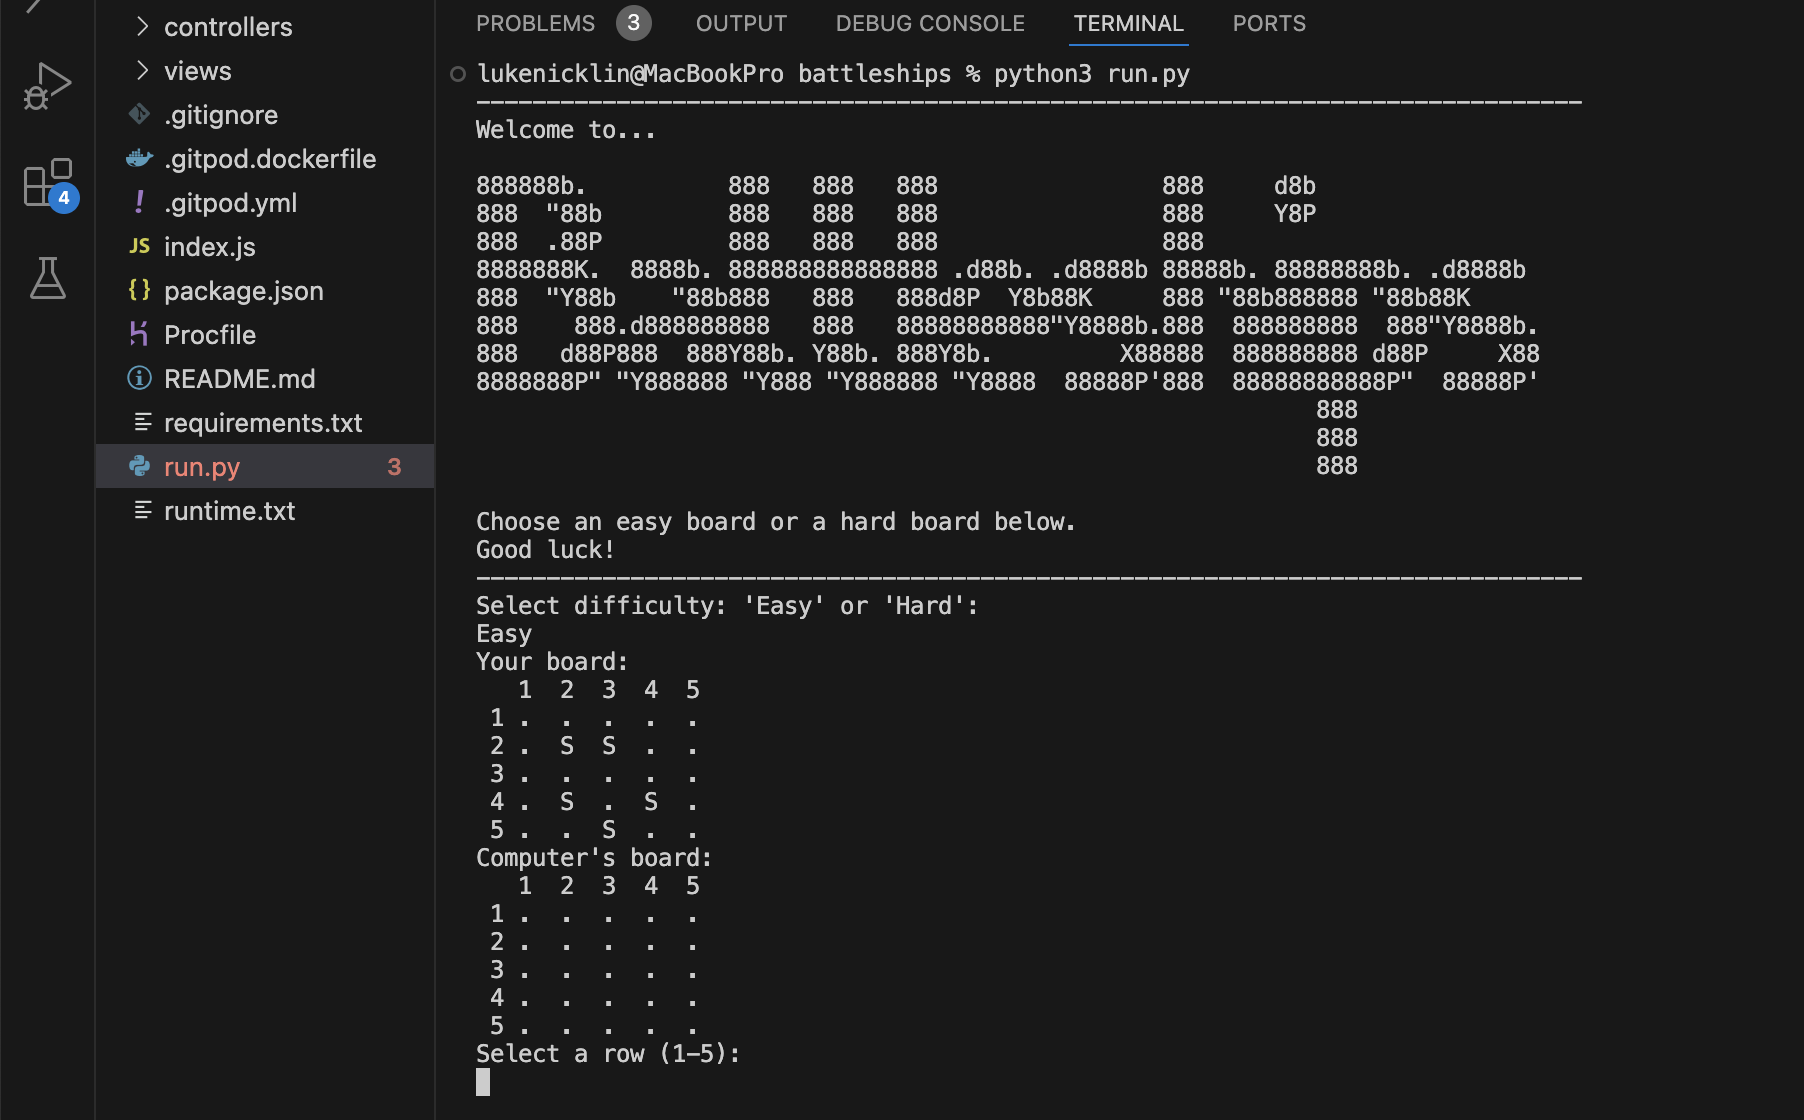 controllers
views
.gitignore
.gitpod.dockerfile
! .gitpod.yml
JS index.js
{} package.json
Procfile
README.md
requirements.txt
run.py 3
runtime.txt
4
PROBLEMS 3 OUTPUT DEBUG CONSOLE TERMINAL PORTS
lukenicklin@MacBookPro battleships % python3 run.py
-------------------------------------------------------------------------------
Welcome to...
888888b.          888   888   888                888     d8b
888  "88b         888   888   888                888     Y8P
888  .88P         888   888   888                888
8888888K.  8888b. 888888888888888 .d88b. .d8888b 88888b. 88888888b. .d8888b
888  "Y88b    "88b888   888   888d8P  Y8b88K     888 "88b888888 "88b88K
888    888.d888888888   888   88888888888"Y8888b.888  888888888  888"Y8888b.
888   d88P888  888Y88b. Y88b. 888Y8b.         X88888  888888888 d88P     X88
8888888P" "Y888888 "Y888 "Y888888 "Y8888  88888P'888  88888888888P"  88888P'
                                                            888
                                                            888
                                                            888
Choose an easy board or a hard board below.
Good luck!
-------------------------------------------------------------------------------
Select difficulty: 'Easy' or 'Hard':
Easy
Your board:
   1  2  3  4  5
 1 .  .  .  .  .
 2 .  S  S  .  .
 3 .  .  .  .  .
 4 .  S  .  S  .
 5 .  .  S  .  .
Computer's board:
   1  2  3  4  5
 1 .  .  .  .  .
 2 .  .  .  .  .
 3 .  .  .  .  .
 4 .  .  .  .  .
 5 .  .  .  .  .
Select a row (1-5):